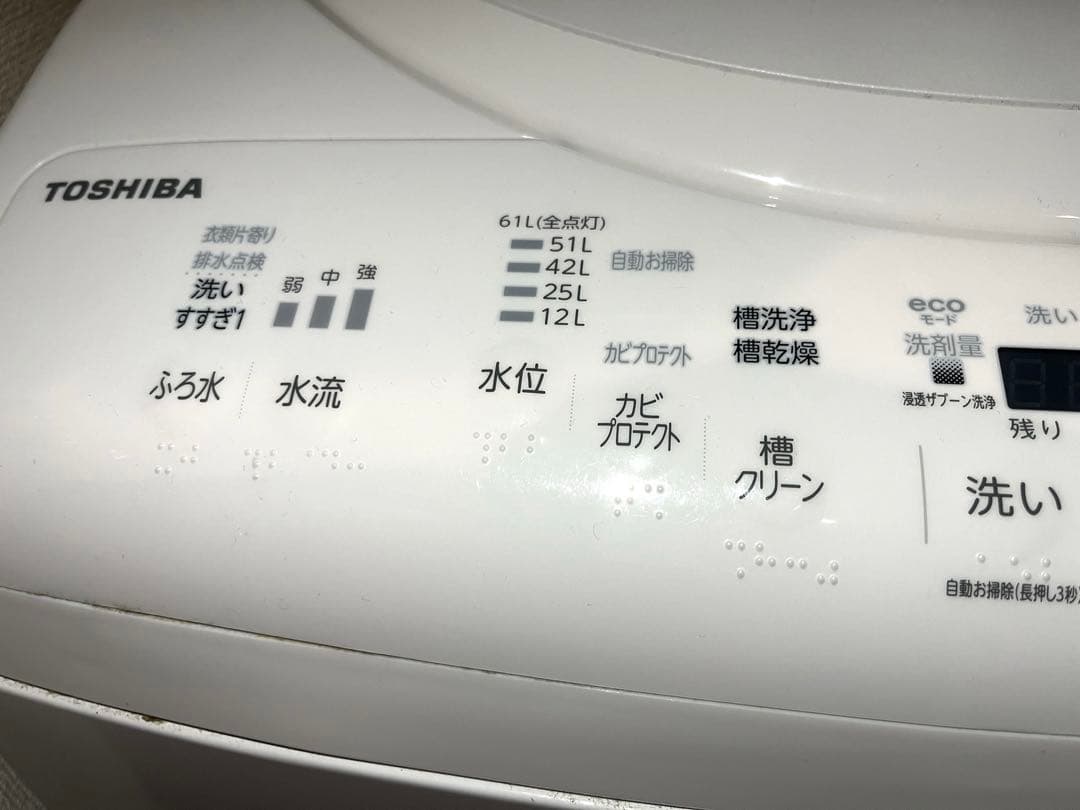 TOSHIBA
衣類片寄り
排水点検
洗い
すすぎ1
弱 中 強
ふろ水
水流
61L(全点灯)
51L
42L
25L
12L
水位
自動お掃除
カビプロテクト
カビ
プロテクト
槽洗浄
槽乾燥
槽
クリーン
eco
モード
洗剤量
浸透ザブーン洗浄
洗い
残り
洗い
自動お掃除(長押し3秒)